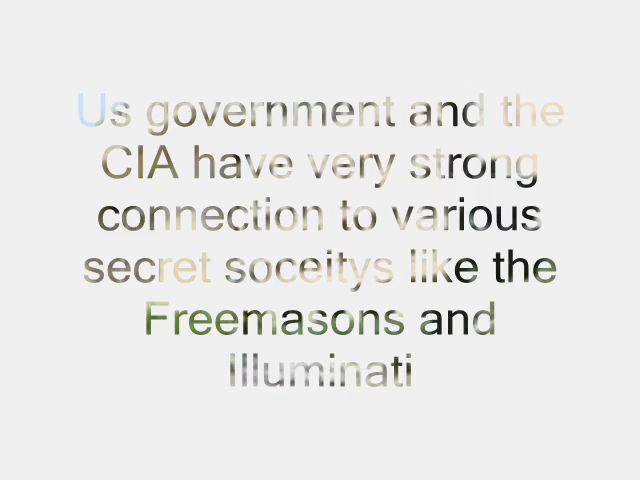 Us government and the
CIA have very strong
connection to various
secret soceitys like the
Freemasons and
Illuminati